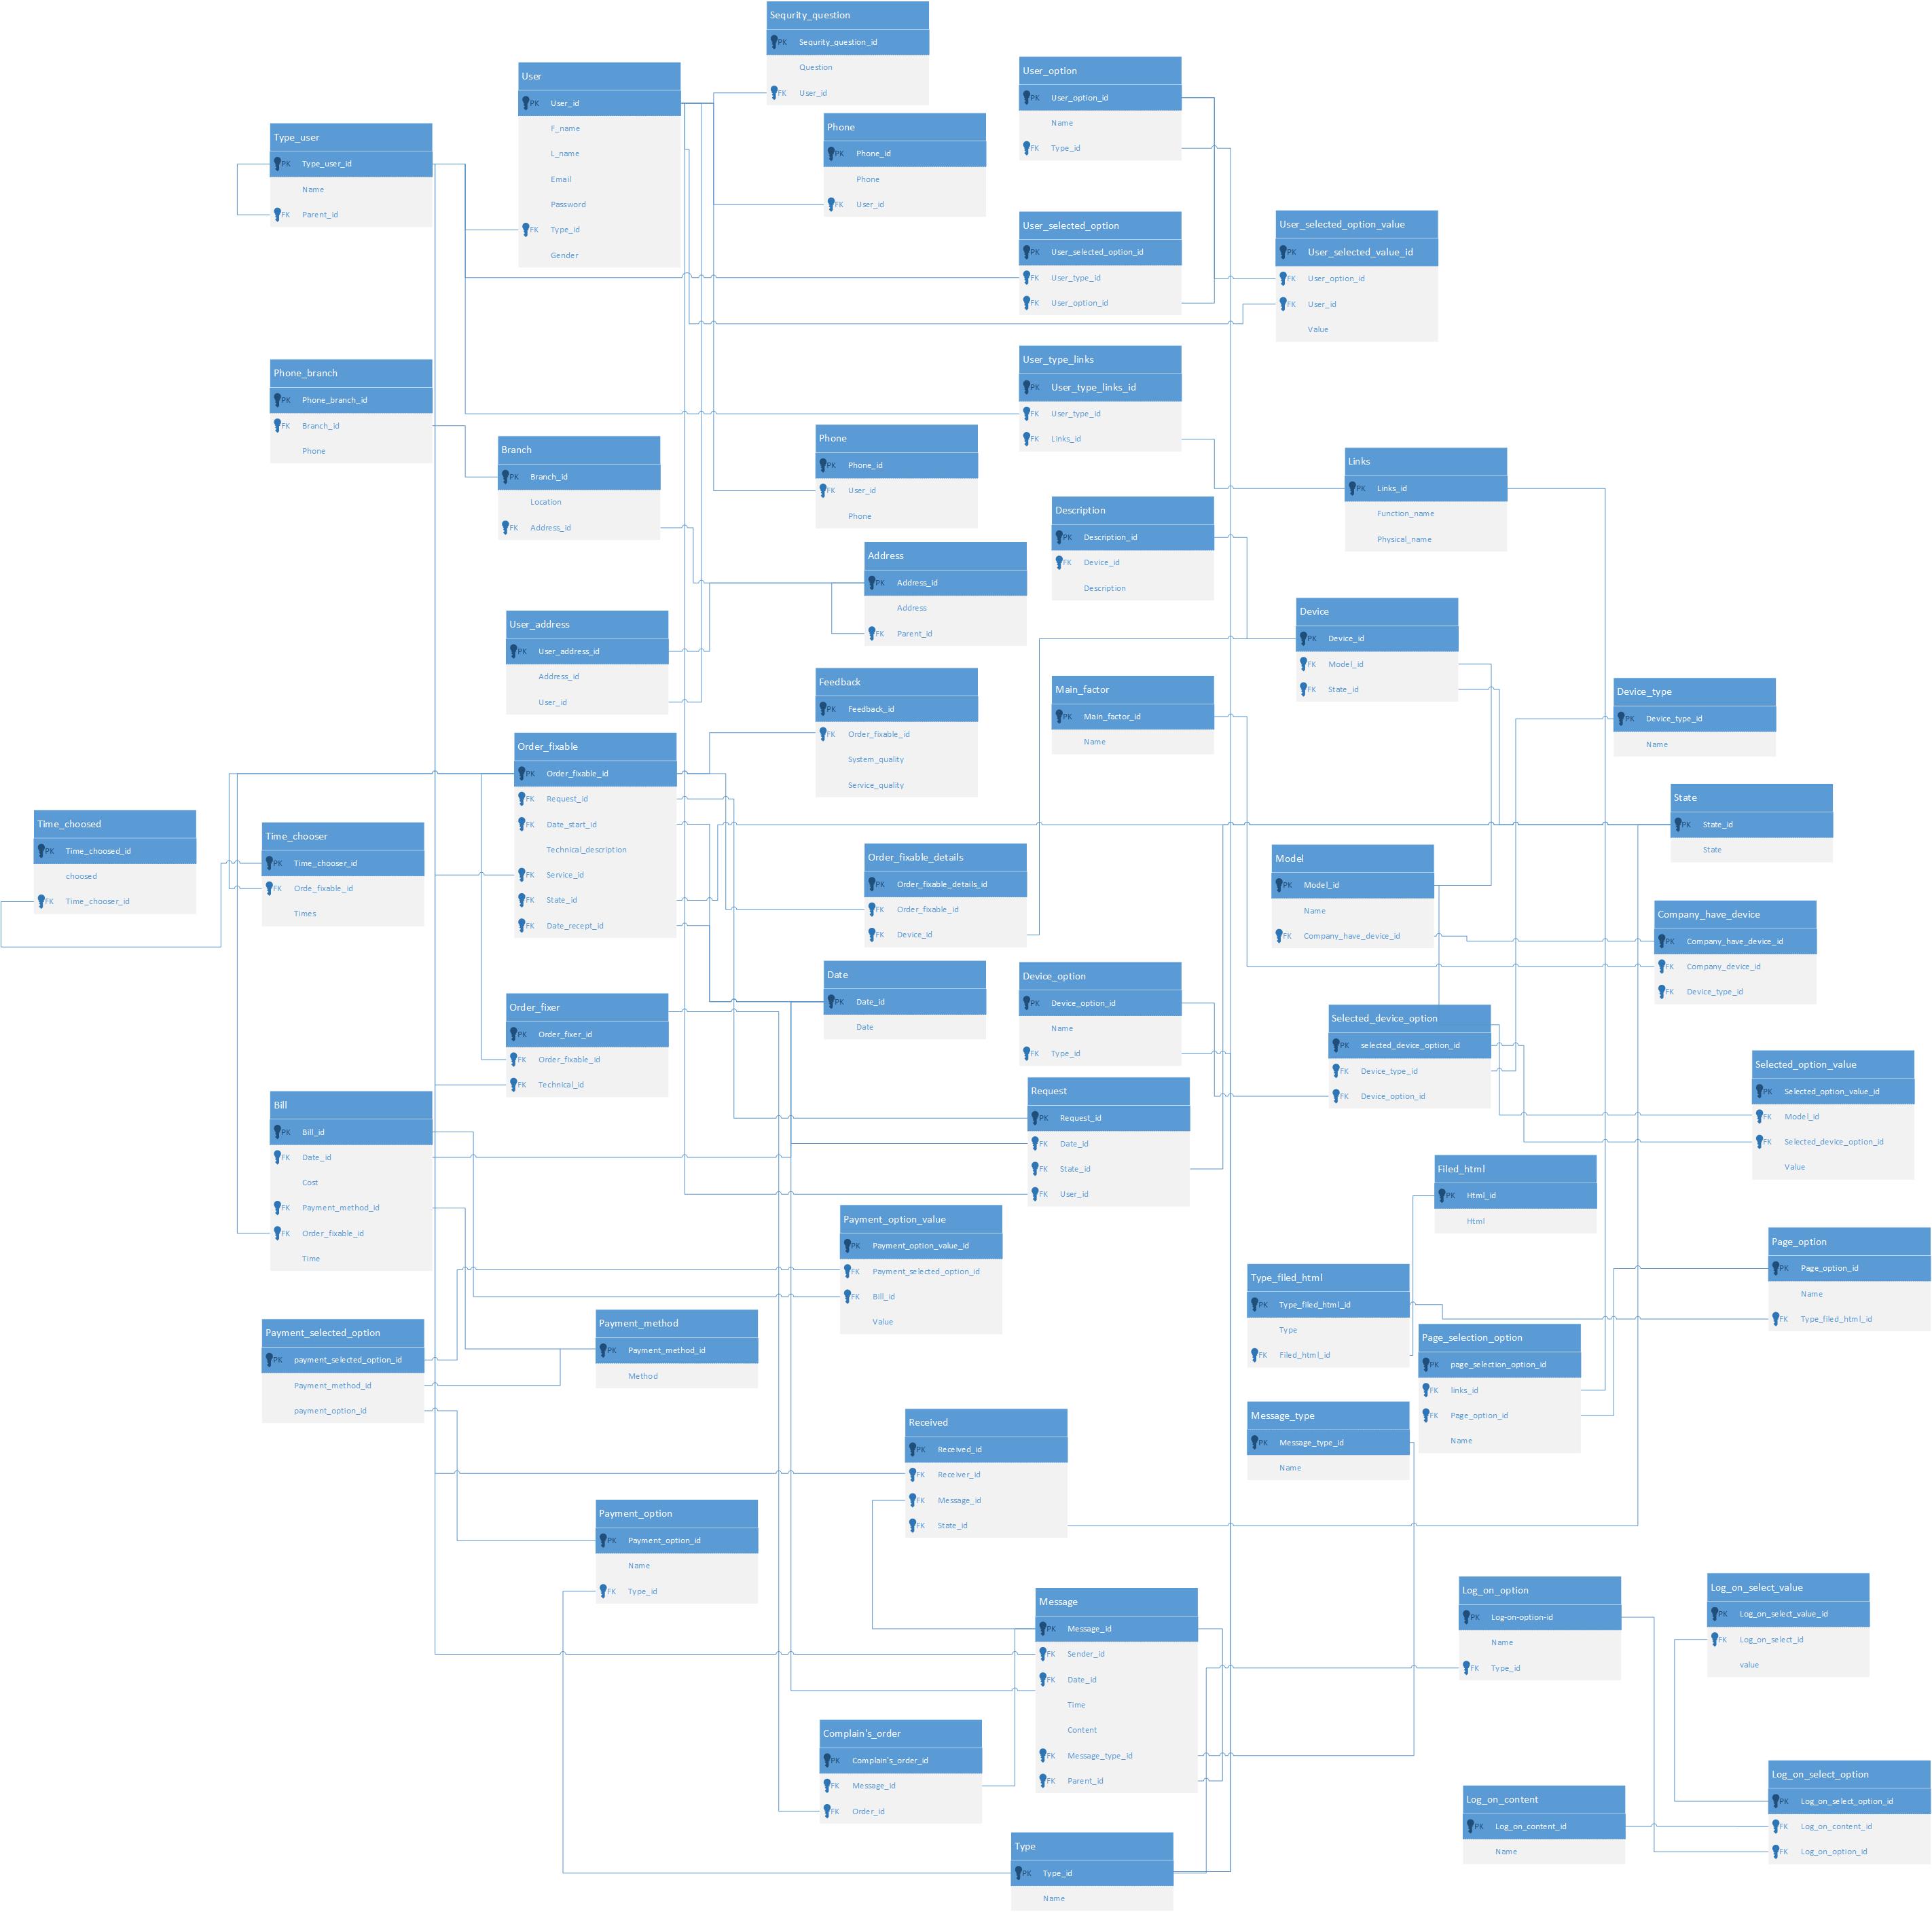 Sequrity_question
PK Sequrity_question_id
Question
FK User_id
User
PK User_id
F_name
L_name
Email
Password
FK Type_id
Gender
User_option
PK User_option_id
Name
FK Type_id
Type_user
PK Type_user_id
Name
FK Parent_id
Phone
PK Phone_id
Phone
FK User_id
User_selected_option
PK User_selected_option_id
FK User_type_id
FK User_option_id
User_selected_option_value
PK User_selected_value_id
FK User_option_id
FK User_id
Value
Phone_branch
PK Phone_branch_id
FK Branch_id
Phone
User_type_links
PK User_type_links_id
FK User_type_id
FK Links_id
Branch
PK Branch_id
Location
FK Address_id
Phone
PK Phone_id
FK User_id
Phone
Links
PK Links_id
Function_name
Physical_name
Description
PK Description_id
FK Device_id
Description
Address
PK Address_id
Address
FK Parent_id
Device
PK Device_id
FK Model_id
FK State_id
User_address
PK User_address_id
Address_id
User_id
Feedback
PK Feedback_id
FK Order_fixable_id
System_quality
Service_quality
Main_factor
PK Main_factor_id
Name
Device_type
PK Device_type_id
Name
Order_fixable
PK Order_fixable_id
FK Request_id
FK Date_start_id
Technical_description
FK Service_id
FK State_id
FK Date_recept_id
State
PK State_id
State
Time_choosed
PK Time_choosed_id
choosed
FK Time_chooser_id
Time_chooser
PK Time_chooser_id
FK Orde_fixable_id
Times
Order_fixable_details
PK Order_fixable_details_id
FK Order_fixable_id
FK Device_id
Model
PK Model_id
Name
FK Company_have_device_id
Company_have_device
PK Company_have_device_id
FK Company_device_id
FK Device_type_id
Date
PK Date_id
Date
Device_option
PK Device_option_id
Name
FK Type_id
Order_fixer
PK Order_fixer_id
FK Order_fixable_id
FK Technical_id
Selected_device_option
PK selected_device_option_id
FK Device_type_id
FK Device_option_id
Selected_option_value
PK Selected_option_value_id
FK Model_id
FK Selected_device_option_id
Value
Request
PK Request_id
FK Date_id
FK State_id
FK User_id
Bill
PK Bill_id
FK Date_id
Cost
FK Payment_method_id
FK Order_fixable_id
Time
Filed_html
PK Html_id
Html
Payment_option_value
PK Payment_option_value_id
FK Payment_selected_option_id
FK Bill_id
Value
Page_option
PK Page_option_id
Name
FK Type_filed_html_id
Type_filed_html
PK Type_filed_html_id
Type
FK Filed_html_id
Payment_method
PK Payment_method_id
Method
Payment_selected_option
PK payment_selected_option_id
Payment_method_id
payment_option_id
Page_selection_option
PK page_selection_option_id
FK links_id
FK Page_option_id
Name
Message_type
PK Message_type_id
Name
Received
PK Received_id
FK Receiver_id
FK Message_id
FK State_id
Payment_option
PK Payment_option_id
Name
FK Type_id
Log_on_option
PK Log-on-option-id
Name
FK Type_id
Log_on_select_value
PK Log_on_select_value_id
FK Log_on_select_id
value
Message
PK Message_id
FK Sender_id
FK Date_id
Time
Content
FK Message_type_id
FK Parent_id
Complain's_order
PK Complain's_order_id
FK Message_id
FK Order_id
Log_on_select_option
PK Log_on_select_option_id
FK Log_on_content_id
FK Log_on_option_id
Log_on_content
PK Log_on_content_id
Name
Type
PK Type_id
Name